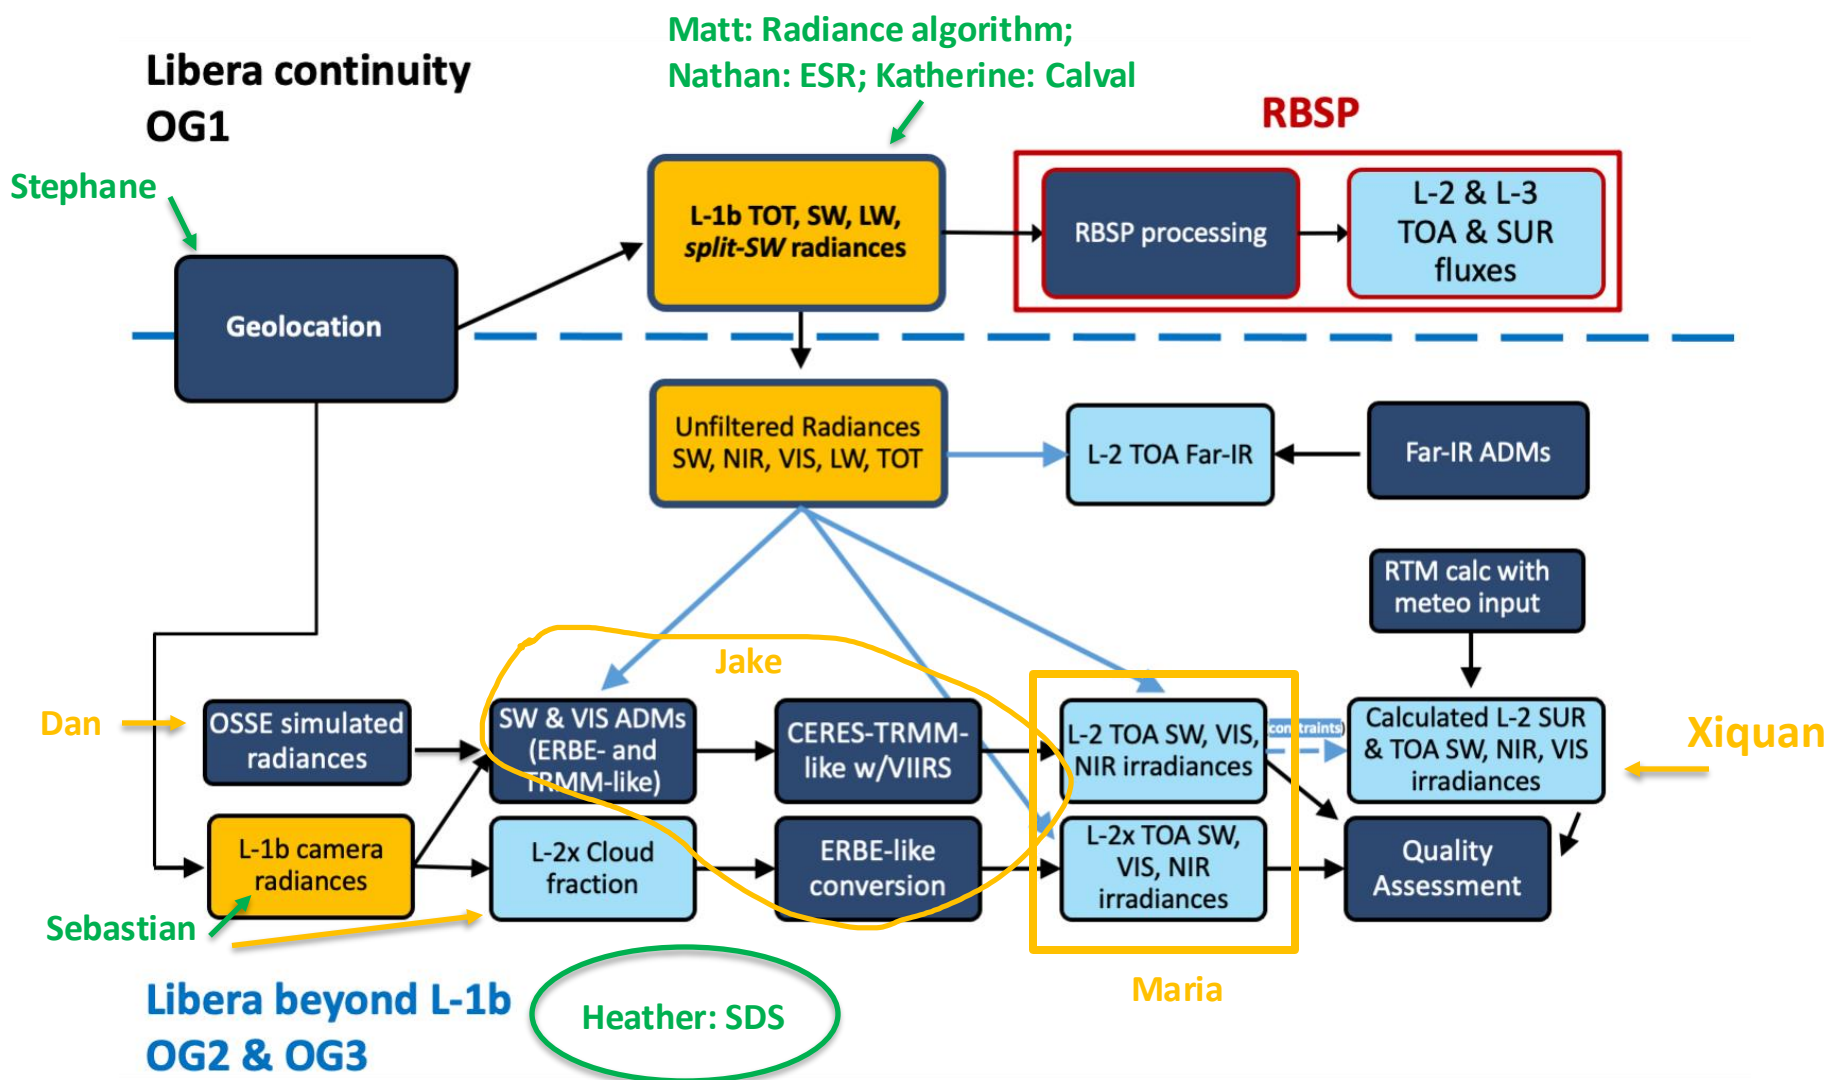 Matt: Radiance algorithm;
Nathan: ESR; Katherine: Calval
Libera continuity
OG1
RBSP
Stephane
L-1b TOT, SW, LW,
split-SW radiances
RBSP processing
L-2 & L-3
TOA & SUR
fluxes
Geolocation
Unfiltered Radiances
SW, NIR, VIS, LW, TOT
L-2 TOA Far-IR
Far-IR ADMs
RTM calc with
meteo input
Jake
Dan
OSSE simulated
radiances
SW & VIS ADMs
(ERBE- and
TRMM-like)
CERES-TRMM-
like w/VIIRS
L-2 TOA SW, VIS,
NIR irradiances
constraints)
Calculated L-2 SUR
& TOA SW, NIR, VIS
irradiances
Xiquan
L-1b camera
radiances
L-2x Cloud
fraction
ERBE-like
conversion
L-2x TOA SW,
VIS, NIR
irradiances
Quality
Assessment
Sebastian
Maria
Libera beyond L-1b
OG2 & OG3
Heather: SDS